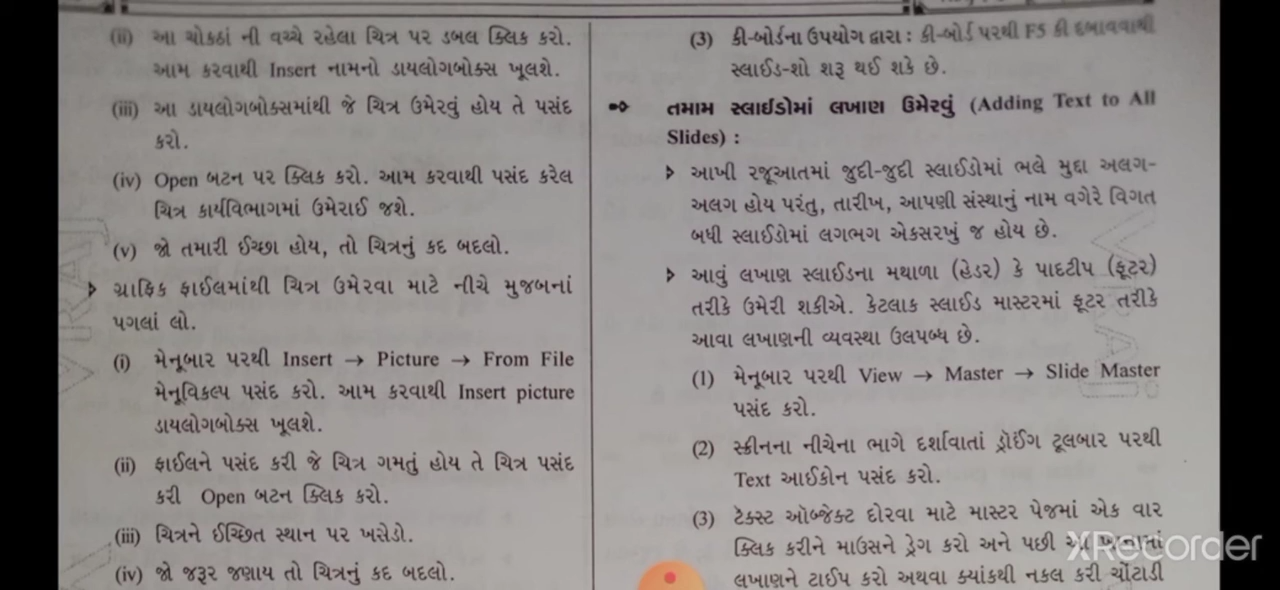 (ii) આ ચોકઠાં ની વચ્ચે રહેલા ચિત્ર પર ડબલ ક્લિક કરો.
આમ કરવાથી Insert નામનો ડાયલોગબોક્સ ખૂલશે.
(iii) આ ડાયલોગબોક્સમાંથી જે ચિત્ર ઉમેરવું હોય તે પસંદ
કરો.
(iv) Open બટન પર ક્લિક કરો. આમ કરવાથી પસંદ કરેલ
ચિત્ર કાર્યવિભાગમાં ઉમેરાઈ જશે.
(v) જો તમારી ઈચ્છા હોય, તો ચિત્રનું કદ બદલો.
ગ્રાફિક ફાઈલમાંથી ચિત્ર ઉમેરવા માટે નીચે મુજબનાં
પગલાં લો.
(i) મેનૂબાર પરથી Insert → Picture → From File
મેનૂવિકલ્પ પસંદ કરો. આમ કરવાથી Insert picture
ડાયલોગબોક્સ ખૂલશે.
(ii) ફાઈલને પસંદ કરી જે ચિત્ર ગમતું હોય તે ચિત્ર પસંદ
કરી Open બટન ક્લિક કરો.
(iii) ચિત્રને ઈચ્છિત સ્થાન પર ખસેડો.
(iv) જો જરૂર જણાય તો ચિત્રનું કદ બદલો.
(3) કી-બોર્ડના ઉપયોગ દ્વારા : કી-બોર્ડ પરથી F5 કી દબાવવાથી
સ્લાઈડ-શો શરૂ થઈ શકે છે.
તમામ સ્લાઈડોમાં લખાણ ઉમેરવું (Adding Text to All
Slides) :
આખી રજૂઆતમાં જુદી-જુદી સ્લાઈડોમાં ભલે મુદ્દા અલગ-
અલગ હોય પરંતુ, તારીખ, આપણી સંસ્થાનું નામ વગેરે વિગત
બધી સ્લાઈડોમાં લગભગ એકસરખું જ હોય છે.
આવું લખાણ સ્લાઈડના મથાળા (હેડર) કે પાદટીપ (ફૂટર)
તરીકે ઉમેરી શકીએ. કેટલાક સ્લાઈડ માસ્ટરમાં ફૂટર તરીકે
આવા લખાણની વ્યવસ્થા ઉલપબ્ધ છે.
(1) મેનૂબાર પરથી View → Master → Slide Master
પસંદ કરો.
(2) સ્ક્રીનના નીચેના ભાગે દર્શાવાતાં ડ્રોઈંગ ટૂલબાર પરથી
Text આઈકોન પસંદ કરો.
(3) ટેક્સ્ટ ઑબ્જેક્ટ દોરવા માટે માસ્ટર પેજમાં એક વાર
ક્લિક કરીને માઉસને ડ્રેગ કરો અને પછી
લખાણને ટાઈપ કરો અથવા ક્યાંકથી નકલ કરી ચોંટાડી
XRecorder